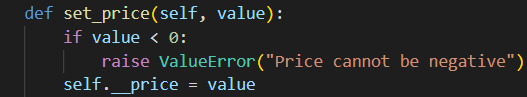 def set_price(self, value):
    if value < 0:
        raise ValueError("Price cannot be negative")
    self.__price = value